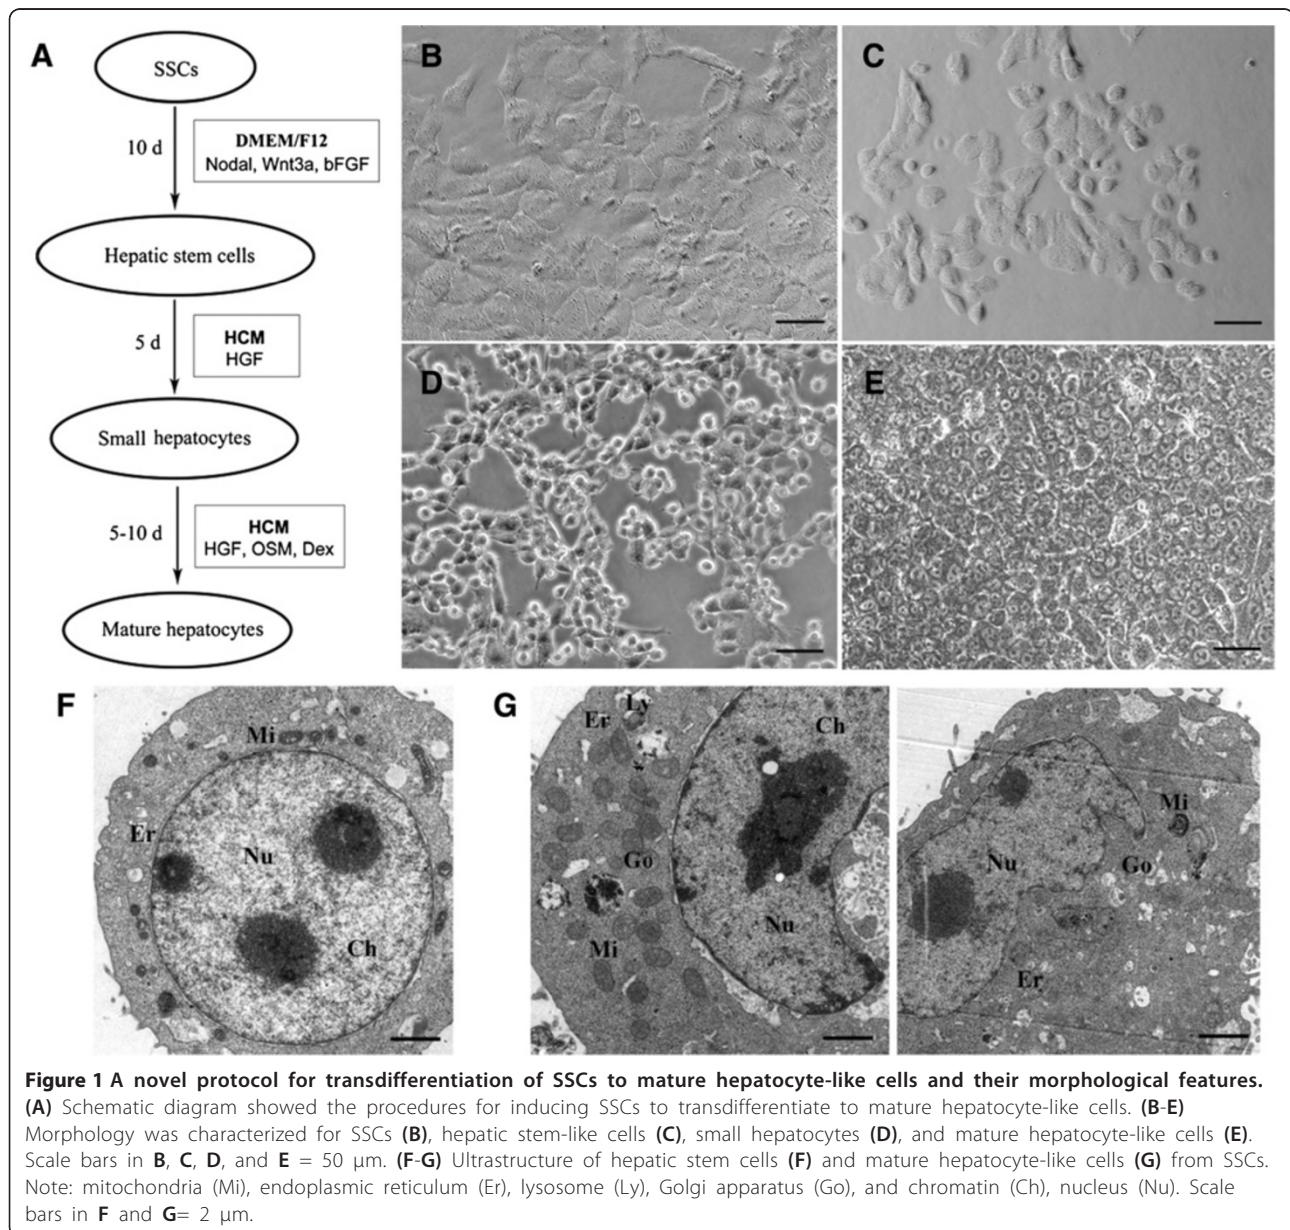 A
SSCs
10 d
DMEM/F12
Nodal, Wnt3a, bFGF
Hepatic stem cells
5 d
HCM
HGF
Small hepatocytes
5-10 d
HCM
HGF, OSM, Dex
Mature hepatocytes
B
C
D
E
F
Mi
Er
Nu
Ch
G
Ly
Er
Ch
Go
Nu
Mi
Mi
Nu
Go
Er
Figure 1 A novel protocol for transdifferentiation of SSCs to mature hepatocyte-like cells and their morphological features.
(A) Schematic diagram showed the procedures for inducing SSCs to transdifferentiate to mature hepatocyte-like cells. (B-E)
Morphology was characterized for SSCs (B), hepatic stem-like cells (C), small hepatocytes (D), and mature hepatocyte-like cells (E).
Scale bars in B, C, D, and E = 50 μm. (F-G) Ultrastructure of hepatic stem cells (F) and mature hepatocyte-like cells (G) from SSCs.
Note: mitochondria (Mi), endoplasmic reticulum (Er), lysosome (Ly), Golgi apparatus (Go), and chromatin (Ch), nucleus (Nu). Scale
bars in F and G= 2 μm.